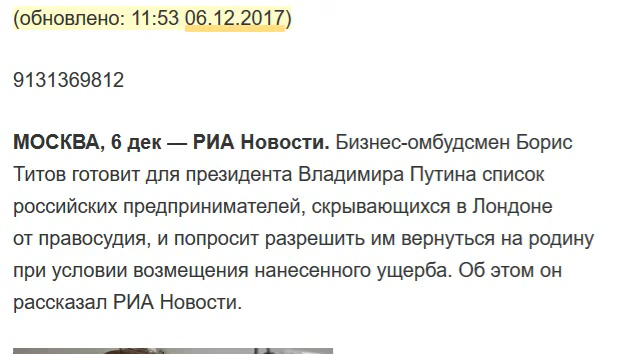 (обновлено: 11:53 06.12.2017)
9131369812
МОСКВА, 6 дек — РИА Новости. Бизнес-омбудсмен Борис
Титов готовит для президента Владимира Путина список
российских предпринимателей, скрывающихся в Лондоне
от правосудия, и попросит разрешить им вернуться на родину
при условии возмещения нанесенного ущерба. Об этом он
рассказал РИА Новости.